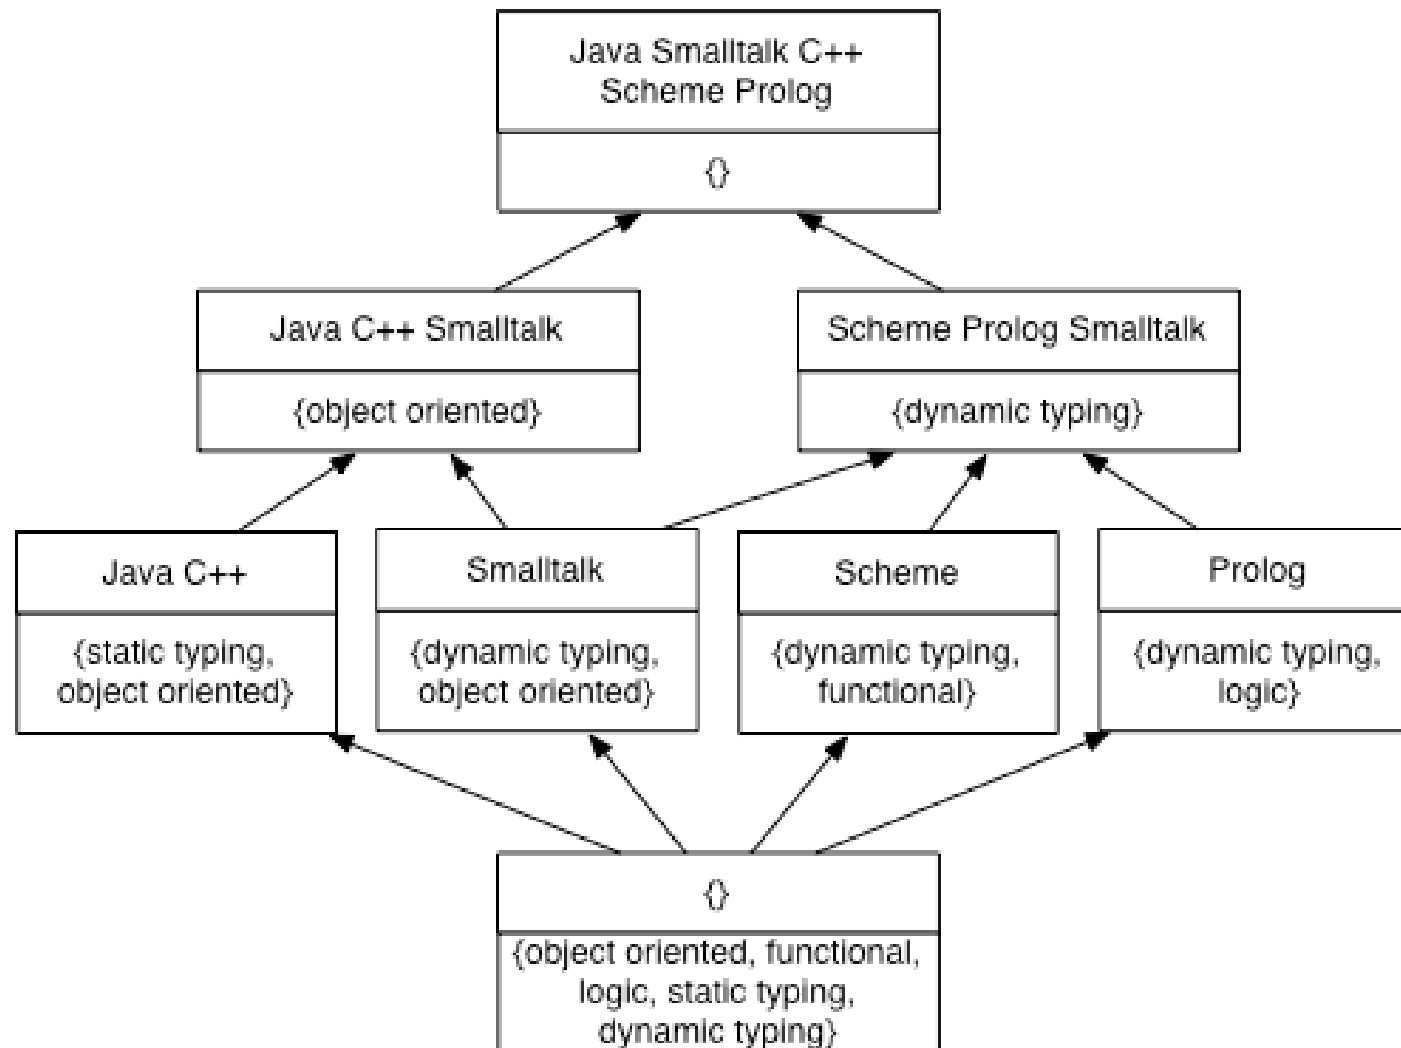 Java Smalltalk C++
Scheme Prolog
{}
Java C++ Smalltalk
{object oriented}
Scheme Prolog Smalltalk
{dynamic typing}
Java C++
{static typing,
object oriented}
Smalltalk
{dynamic typing,
object oriented}
Scheme
{dynamic typing,
functional}
Prolog
{dynamic typing,
logic}
{}
{object oriented, functional,
logic, static typing,
dynamic typing}